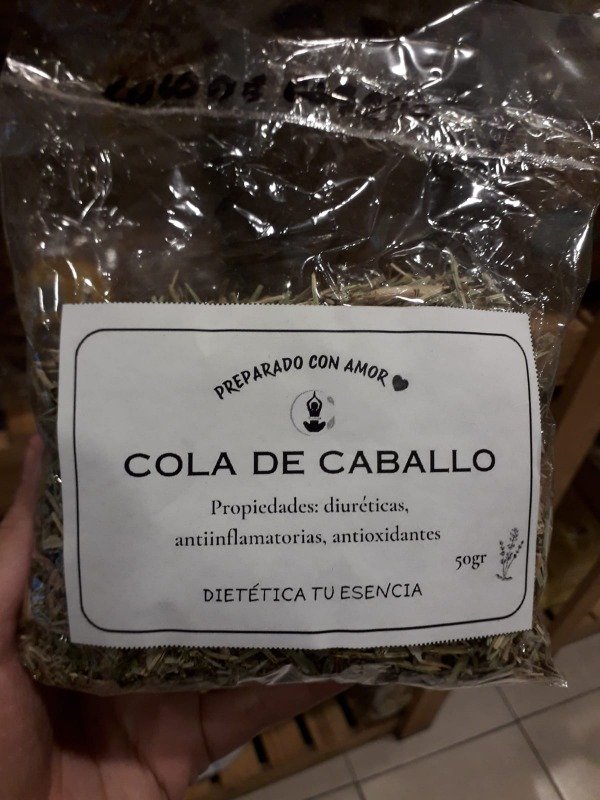 PREPARADO CON AMOR
COLA DE CABALLO
Propiedades: diuréticas,
antiinflamatorias, antioxidantes
50gr
DIETÉTICA TU ESENCIA